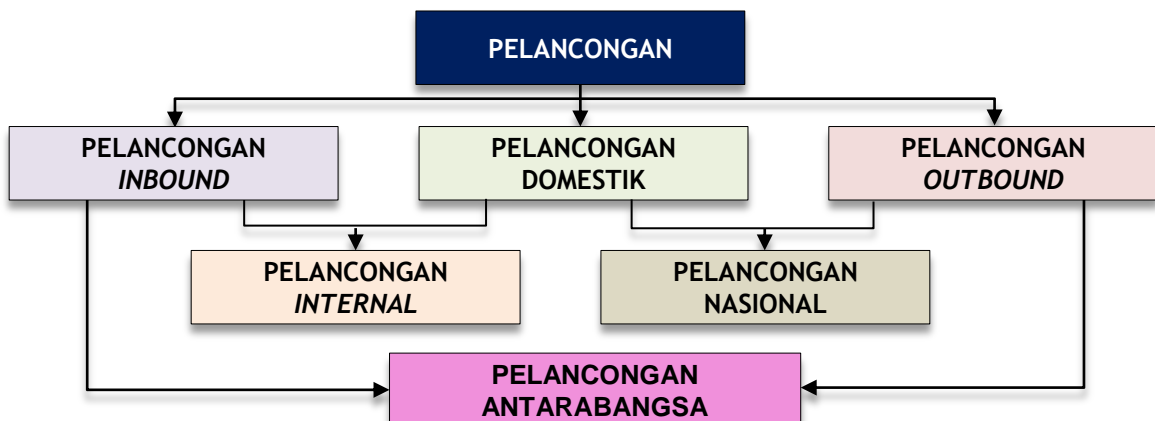 PELANCONGAN
PELANCONGAN
INBOUND
PELANCONGAN
DOMESTIK
PELANCONGAN
OUTBOUND
PELANCONGAN
INTERNAL
PELANCONGAN
NASIONAL
PELANCONGAN
ANTARABANGSA